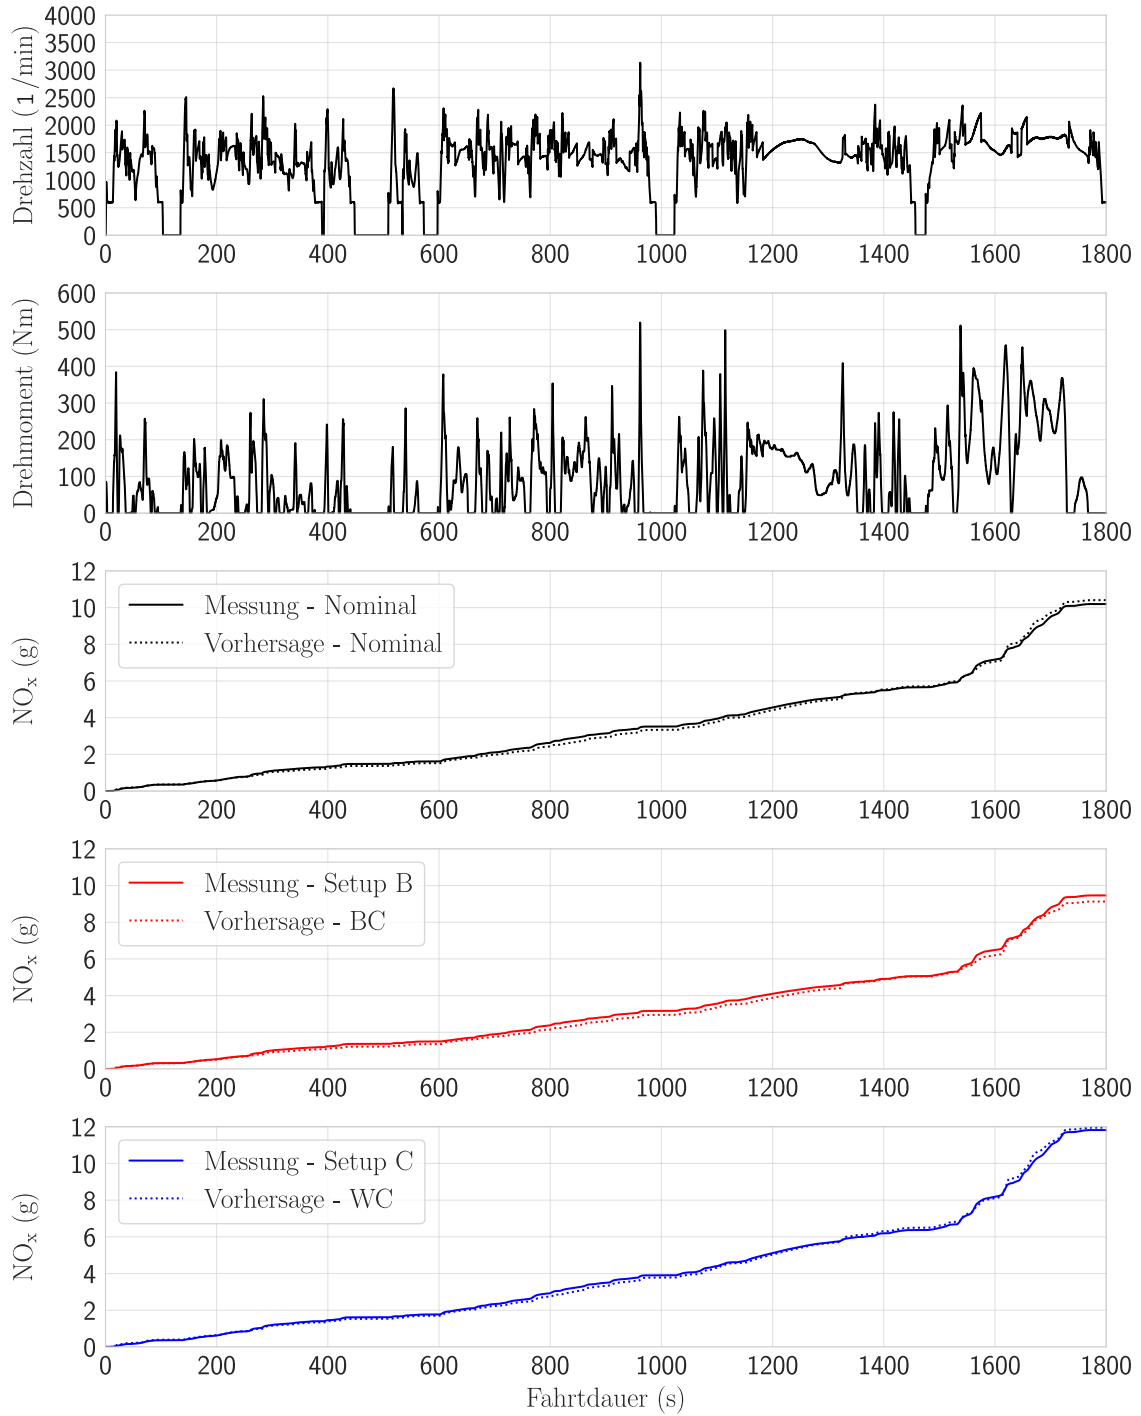 Drehzahl (1/min)
4000
3500
3000
2500
2000
1500
1000
500
0
0 200 400 600 800 1000 1200 1400 1600 1800
Drehmoment (Nm)
600
500
400
300
200
100
0
0 200 400 600 800 1000 1200 1400 1600 1800
NOx (g)
12
10
8
6
4
2
0
Messung - Nominal
Vorhersage - Nominal
0 200 400 600 800 1000 1200 1400 1600 1800
NOx (g)
12
10
8
6
4
2
0
Messung - Setup B
Vorhersage - BC
0 200 400 600 800 1000 1200 1400 1600 1800
NOx (g)
12
10
8
6
4
2
0
Messung - Setup C
Vorhersage - WC
0 200 400 600 800 1000 1200 1400 1600 1800
Fahrtdauer (s)